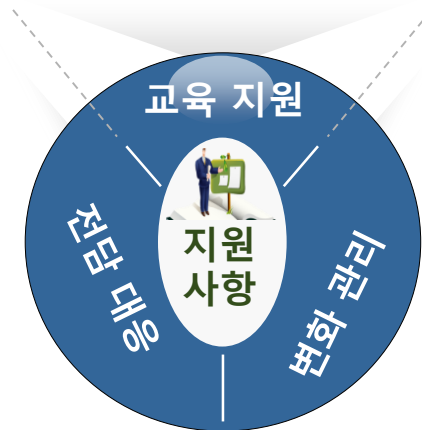 교육 지원
지원
사항
전담 대응
변화 관리